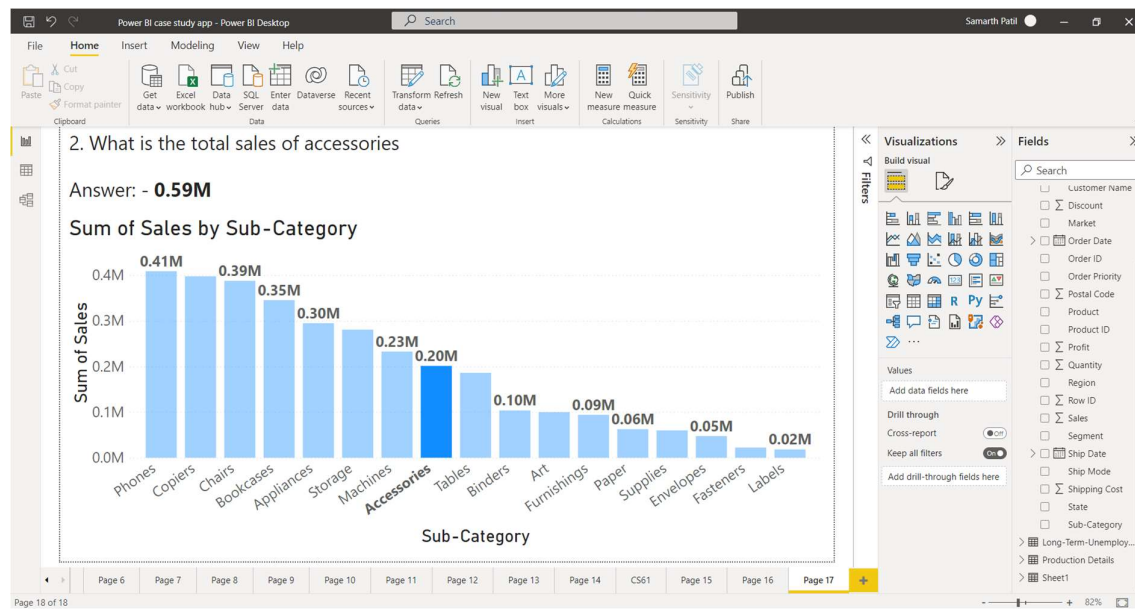 Power BI case study app - Power BI Desktop
Search
Samarth Patil
File Home Insert Modeling View Help
Paste
Cut
Copy
Format painter
Clipboard
Get data
Excel workbook
Data hub
SQL Server
Enter data
Dataverse
Recent sources
Data
Transform data
Refresh
Queries
New visual
Text box
More visuals
Insert
New measure
Quick measure
Calculations
Sensitivity
Sensitivity
Publish
Share
2. What is the total sales of accessories
Answer: - 0.59M
Sum of Sales by Sub-Category
Sum of Sales
0.4M
0.3M
0.2M
0.1M
0.0M
0.41M
0.39M
0.35M
0.30M
0.23M
0.20M
0.10M
0.09M
0.06M
0.05M
0.02M
Phones
Copiers
Chairs
Bookcases
Appliances
Storage
Machines
Accessories
Tables
Binders
Art
Furnishings
Paper
Supplies
Envelopes
Fasteners
Labels
Sub-Category
Filters
Visualizations
Build visual
123
R
Py
Values
Add data fields here
Drill through
Cross-report
Off
Keep all filters
On
Add drill-through fields here
Fields
Search
Customer Name
Discount
Market
Order Date
Order ID
Order Priority
Postal Code
Product
Product ID
Profit
Quantity
Region
Row ID
Sales
Segment
Ship Date
Ship Mode
Shipping Cost
State
Sub-Category
Long-Term-Unemploy...
Production Details
Sheet1
Page 6
Page 7
Page 8
Page 9
Page 10
Page 11
Page 12
Page 13
Page 14
CS61
Page 15
Page 16
Page 17
Page 18 of 18
82%